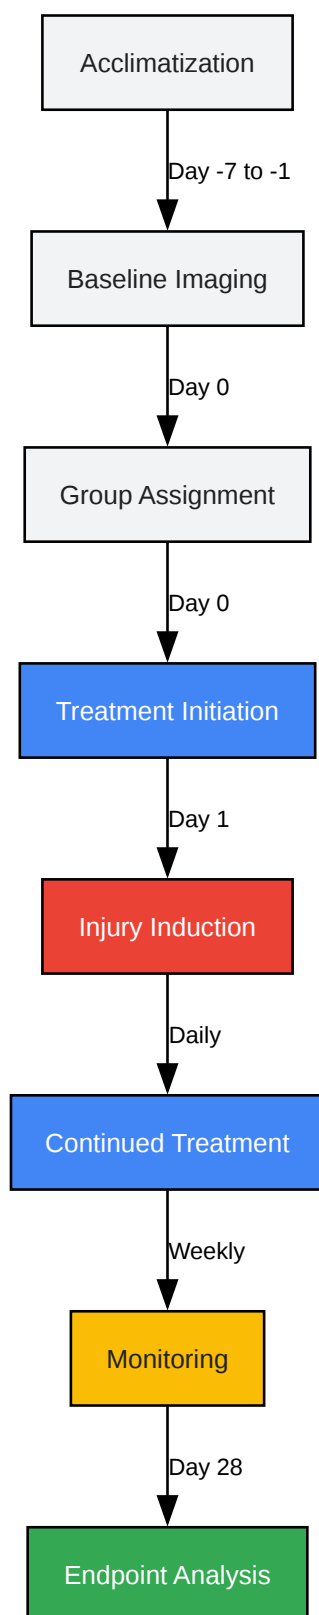 Acclimatization
Day -7 to -1
Baseline Imaging
Day 0
Group Assignment
Day 0
Treatment Initiation
Day 1
Injury Induction
Daily
Continued Treatment
Weekly
Monitoring
Day 28
Endpoint Analysis